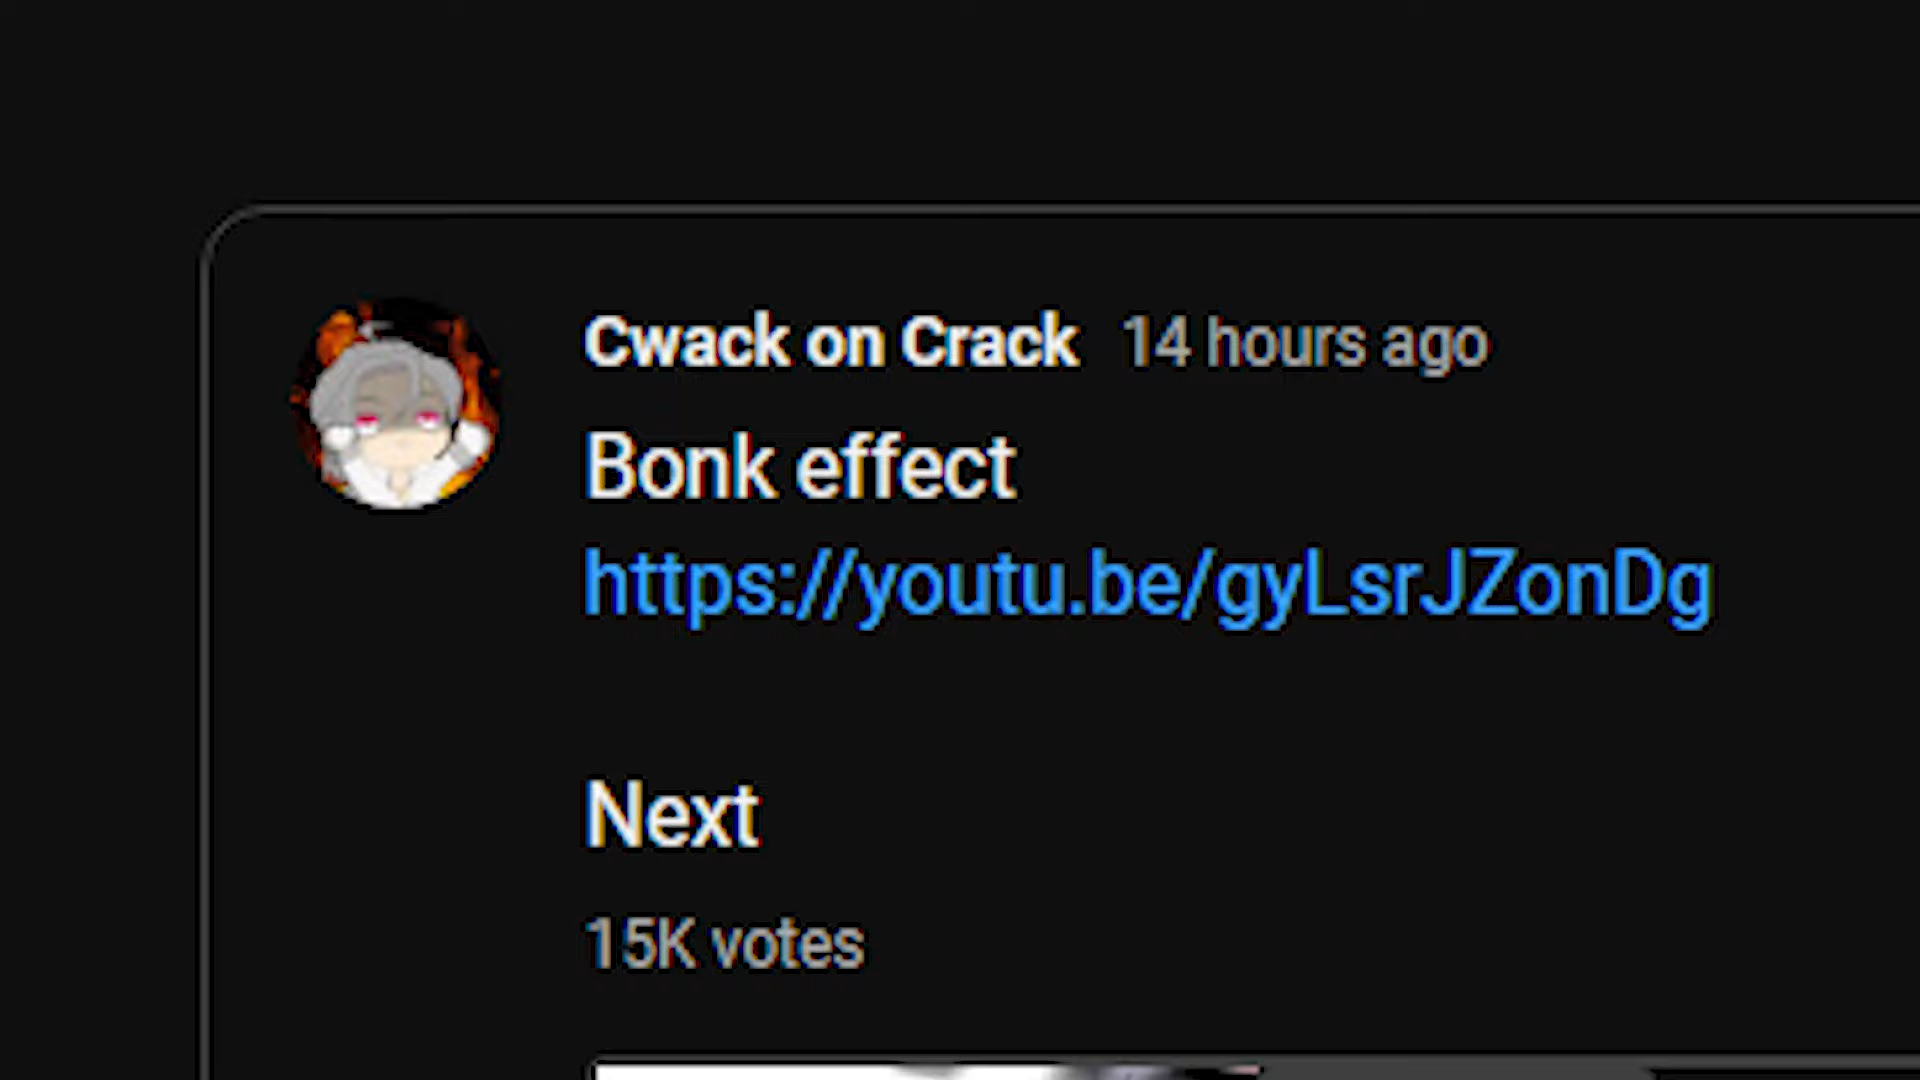 Cwack on Crack 14 hours ago
Bonk effect
https://youtu.be/gyLsrJZonDg
Next
15K votes